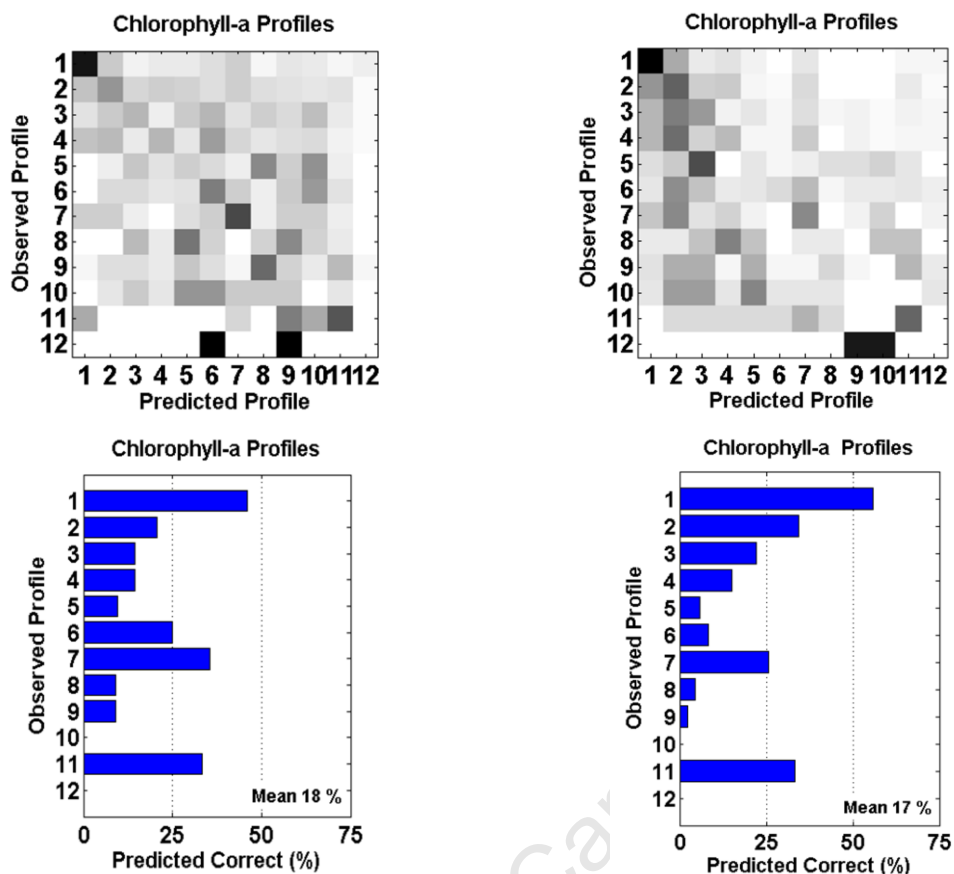 Chlorophyll-a Profiles
Observed Profile
1
2
3
4
5
6
7
8
9
10
11
12
1 2 3 4 5 6 7 8 9 10 11 12
Predicted Profile
Chlorophyll-a Profiles
Observed Profile
1
2
3
4
5
6
7
8
9
10
11
12
1 2 3 4 5 6 7 8 9 10 11 12
Predicted Profile
Chlorophyll-a Profiles
Observed Profile
1
2
3
4
5
6
7
8
9
10
11
12
Mean 18 %
0 25 50 75
Predicted Correct (%)
Chlorophyll-a Profiles
Observed Profile
1
2
3
4
5
6
7
8
9
10
11
12
Mean 17 %
0 25 50 75
Predicted Correct (%)